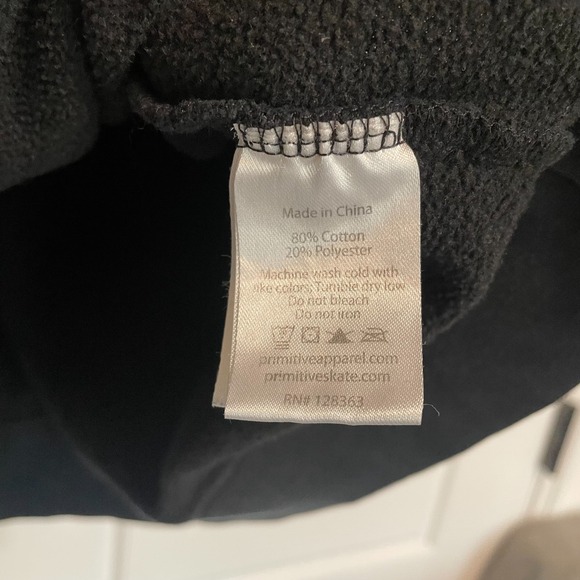 Made in China
80% Cotton
20% Polyester
Machine wash cold with
like colors; Tumble dry low
Do not bleach
Do not iron
primitiveapparel.com
primitiveskate.com
RN# 128363